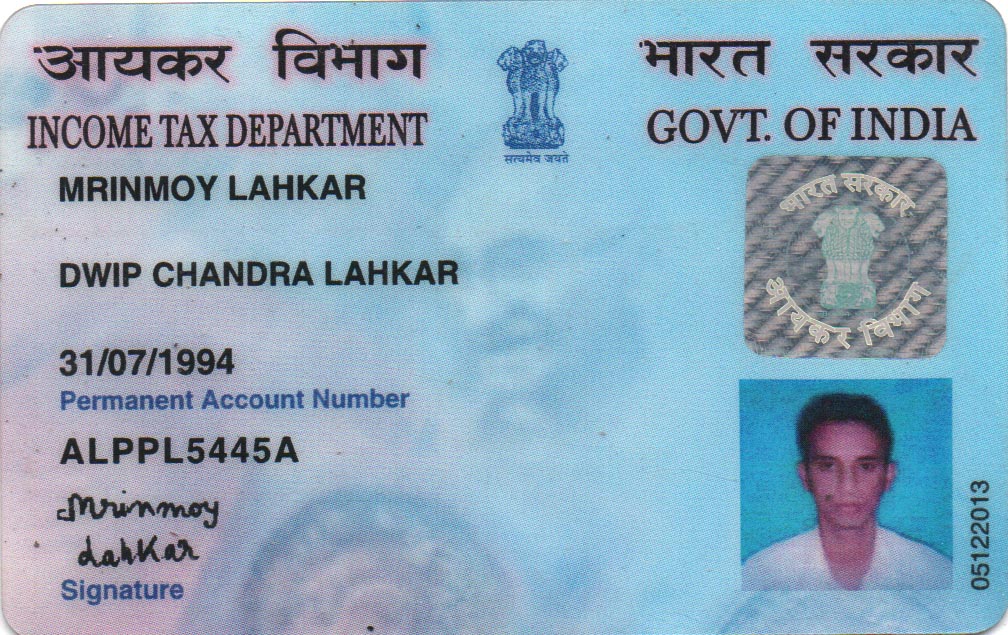 आयकर विभाग
भारत सरकार
INCOME TAX DEPARTMENT
GOVT. OF INDIA
सत्यमेव जयते
MRINMOY LAHKAR
भारत सरकार
आयकर विभाग
DWIP CHANDRA LAHKAR
31/07/1994
Permanent Account Number
ALPPL5445A
Mrinmoy
Lahkar
Signature
05122013